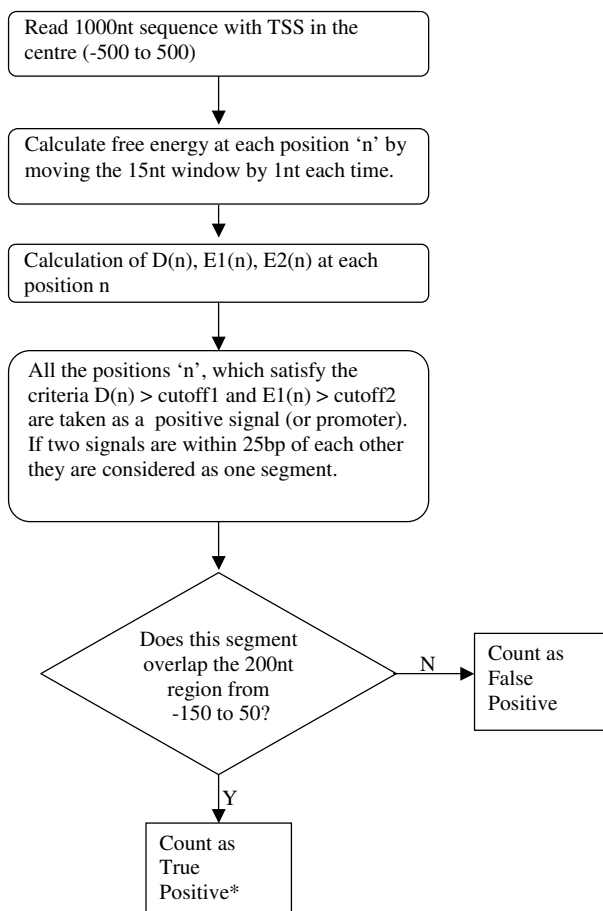 Read 1000nt sequence with TSS in the
centre (-500 to 500)
Calculate free energy at each position ‘n’ by
moving the 15nt window by 1nt each time.
Calculation of D(n), E1(n), E2(n) at each
position n
All the positions ‘n’, which satisfy the
criteria D(n) > cutoff1 and E1(n) > cutoff2
are taken as a positive signal (or promoter).
If two signals are within 25bp of each other
they are considered as one segment.
Does this segment
overlap the 200nt
region from
-150 to 50?
N
Count as
False
Positive
Y
Count as
True
Positive*